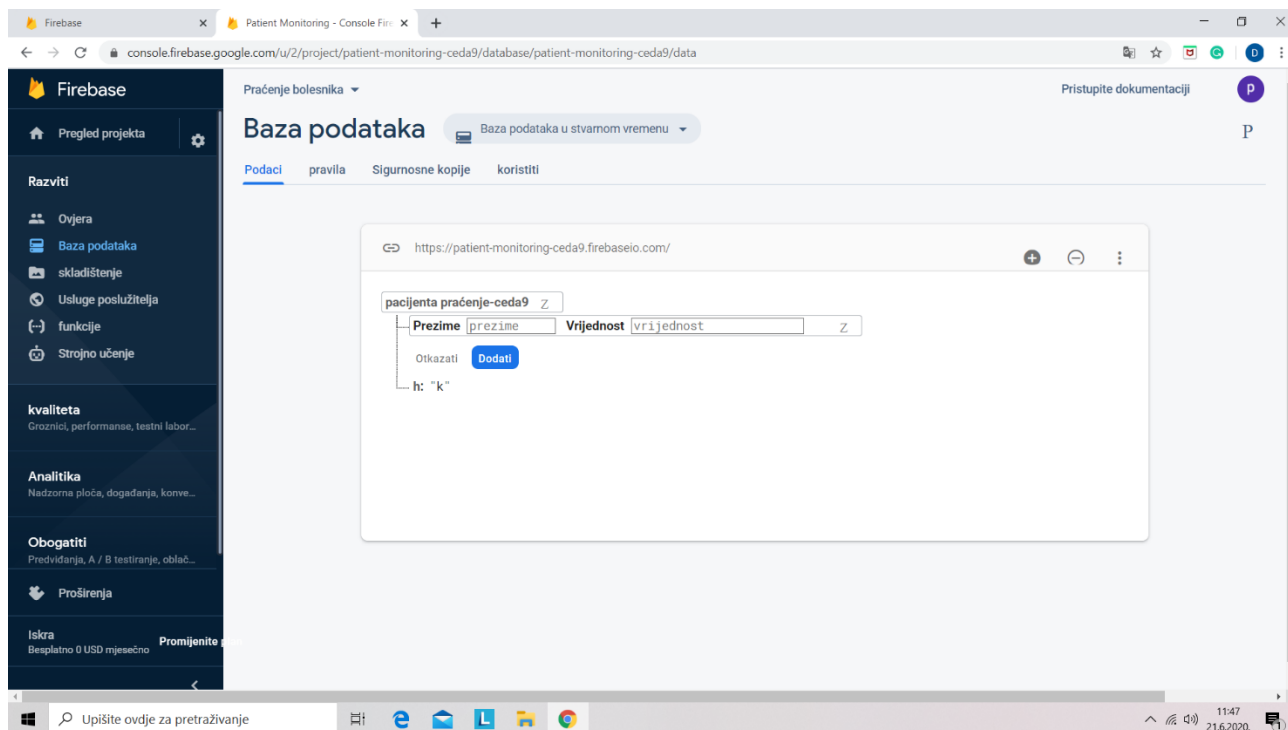 Firebase
Patient Monitoring - Console Fire
console.firebase.google.com/u/2/project/patient-monitoring-ceda9/database/patient-monitoring-ceda9/data
D
Firebase
Praćenje bolesnika
Pristupite dokumentaciji
p
Pregled projekta
Baza podataka
Baza podataka u stvarnom vremenu
P
Razviti
Podaci pravila Sigurnosne kopije koristiti
Ovjera
Baza podataka
skladištenje
Usluge poslužitelja
funkcije
Strojno učenje
https://patient-monitoring-ceda9.firebaseio.com/
pacijenta praćenje-ceda9 Z
Prezime prezime Vrijednost vrijednost Z
Otkazati Dodati
h: "k"
kvaliteta
Groznici, performanse, testni labor...
Analitika
Nadzorna ploča, događanja, konve...
Obogatiti
Predviđanja, A / B testiranje, oblač...
Proširenja
Iskra
Besplatno 0 USD mjesečno
Promijenite
Upišite ovdje za pretraživanje
11:47
21.6.2020.